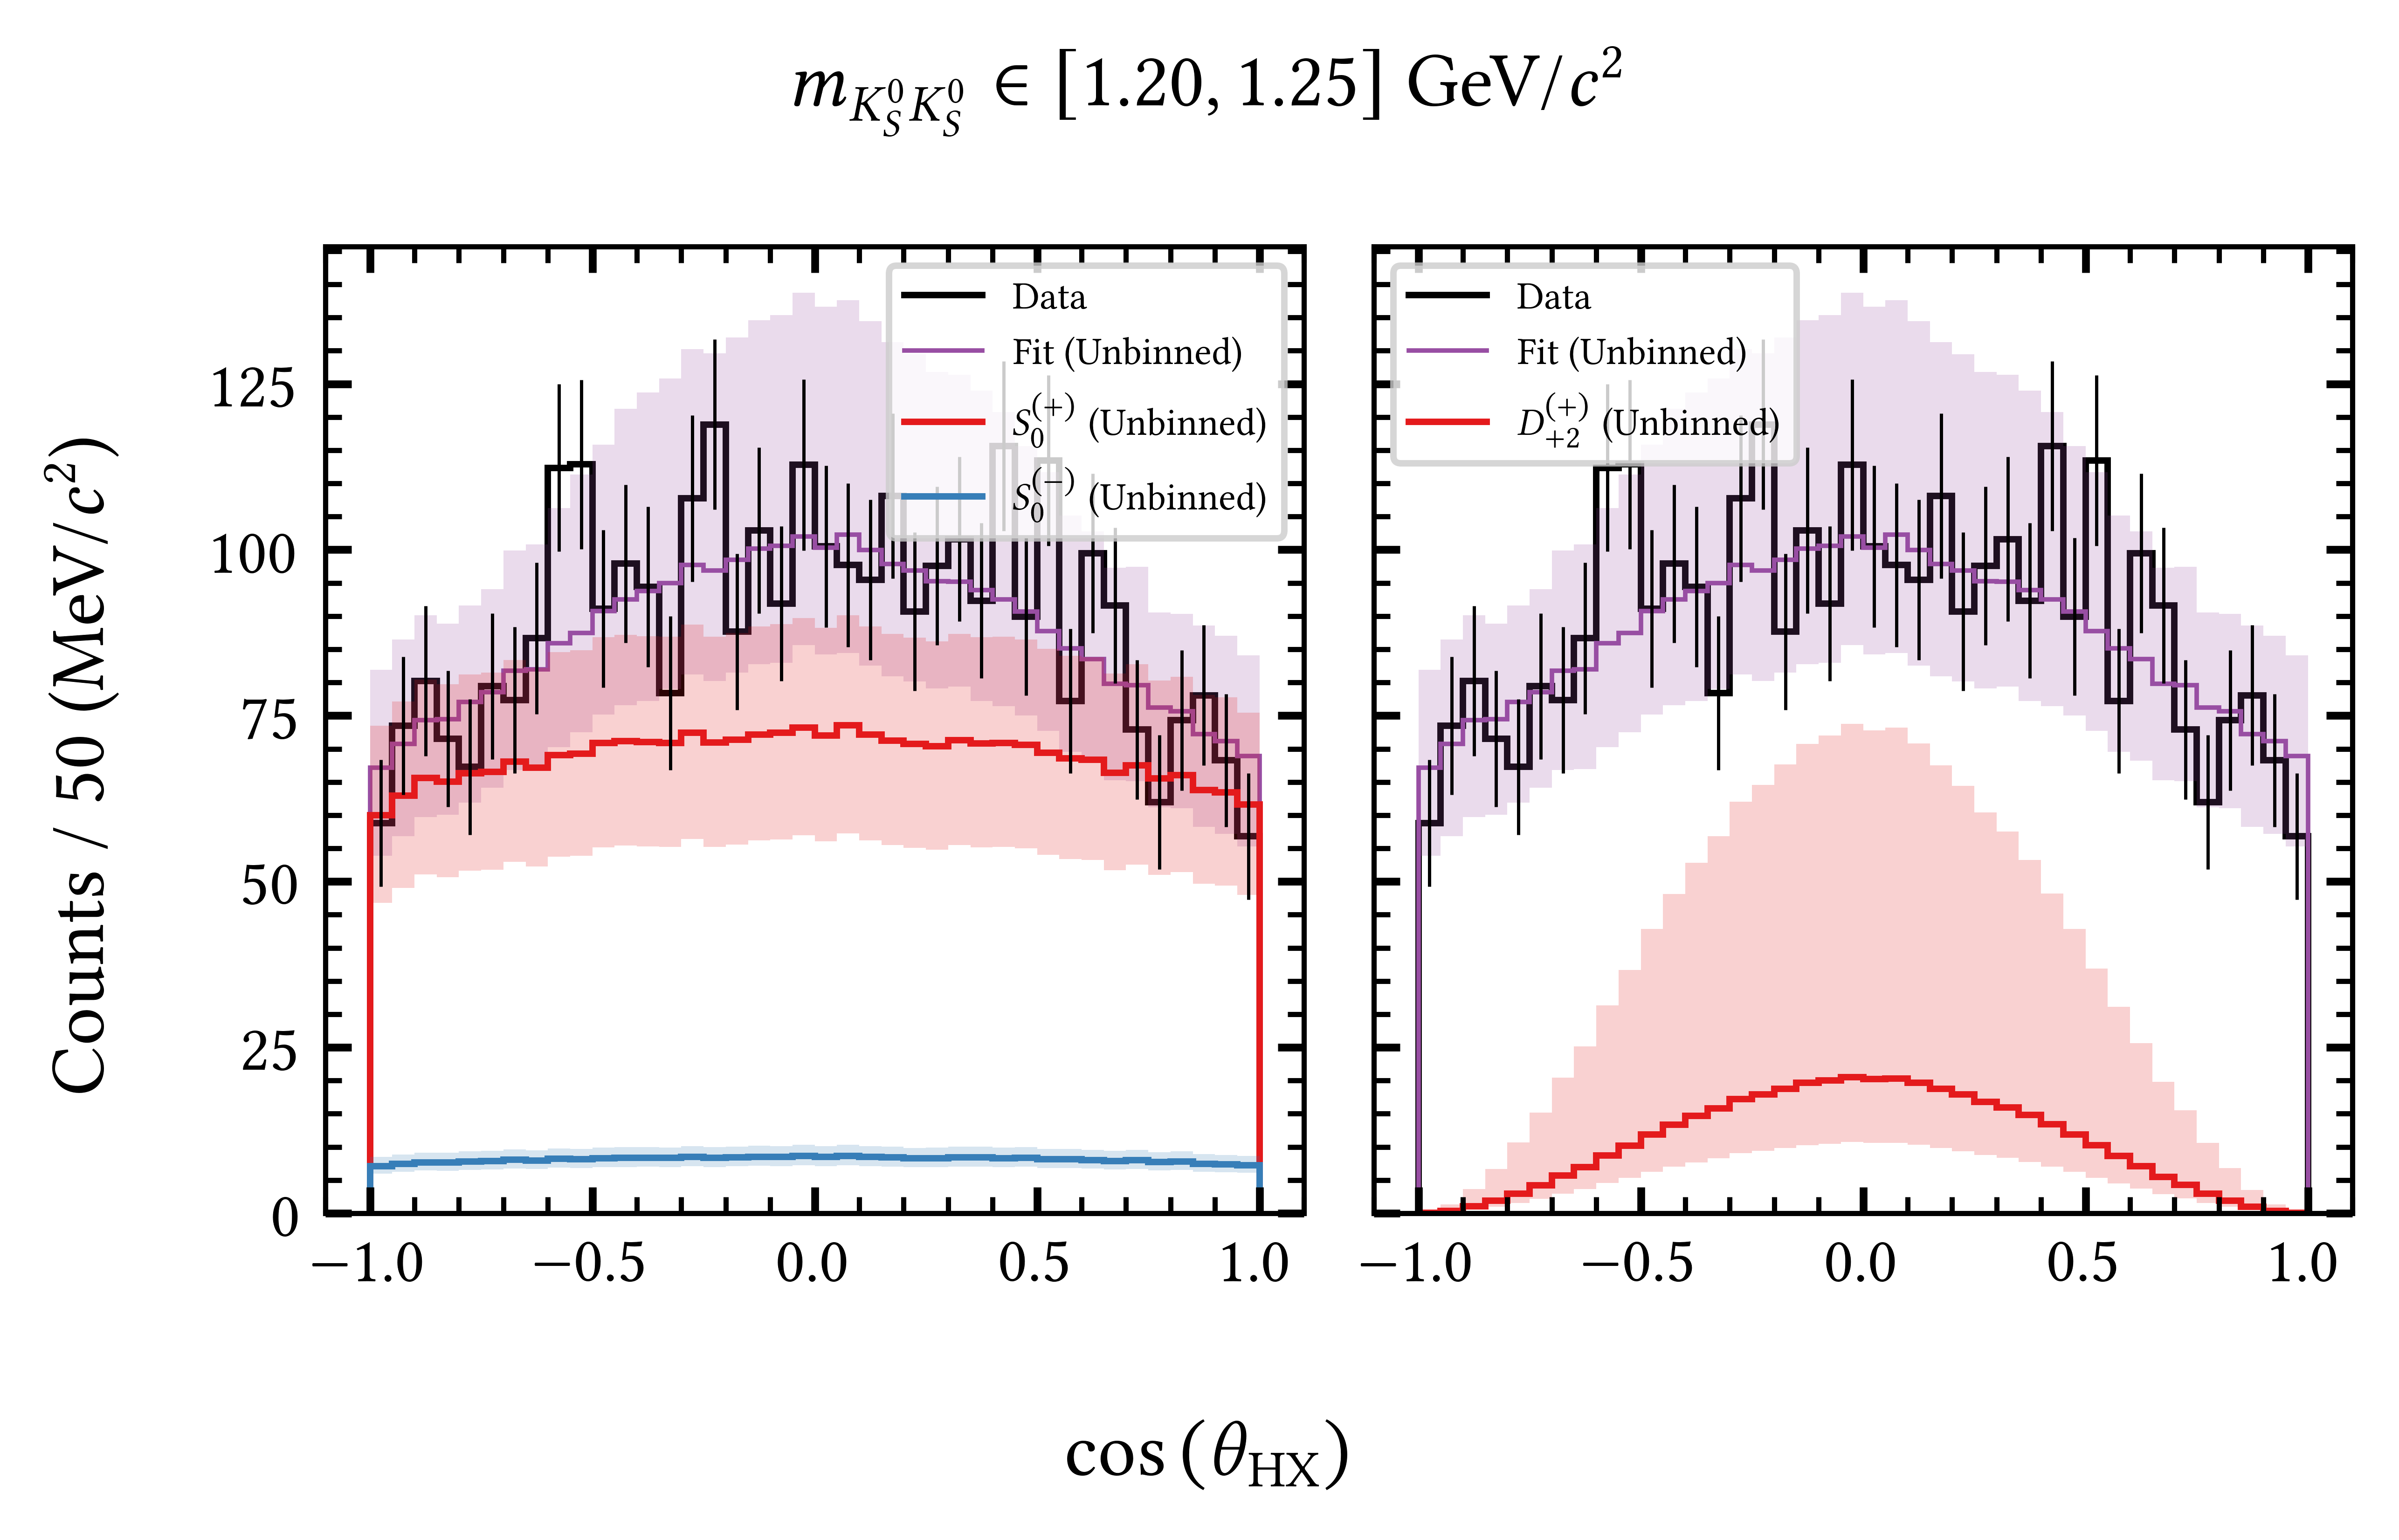 m_{K_S^0 K_S^0} ∈ [1.20, 1.25] GeV/c²
Counts / 50 (MeV/c²)
125
100
75
50
25
0
Data
Fit (Unbinned)
S_0^{(+)} (Unbinned)
S_0^{(−)} (Unbinned)
−1.0 −0.5 0.0 0.5 1.0
Data
Fit (Unbinned)
D_{+2}^{(+)} (Unbinned)
−1.0 −0.5 0.0 0.5 1.0
cos (θ_HX)